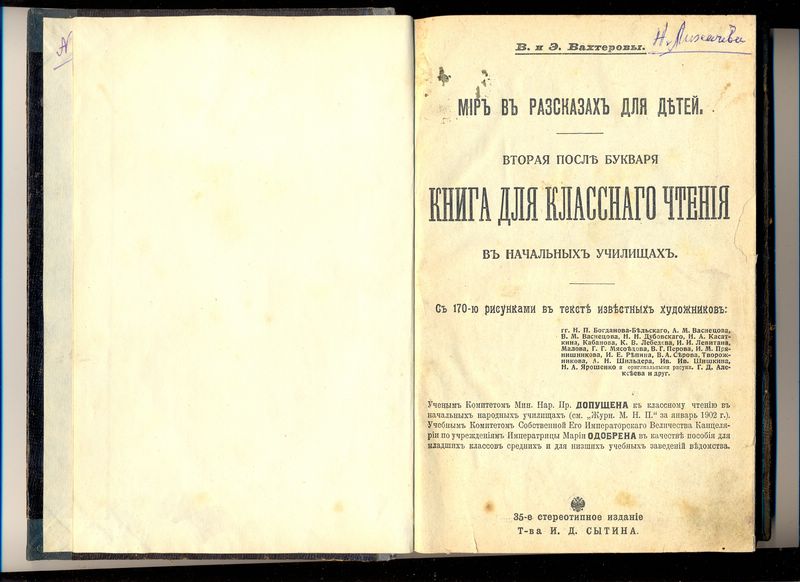 В. и Э. Вахтеровы.
МІРЪ ВЪ РАЗСКАЗАХЪ ДЛЯ ДѢТЕЙ.
ВТОРАЯ ПОСЛѢ БУКВАРЯ
КНИГА ДЛЯ КЛАССНАГО ЧТЕНІЯ
ВЪ НАЧАЛЬНЫХЪ УЧИЛИЩАХЪ.
Съ 170-ю рисунками въ текстѣ извѣстныхъ художниковъ:
гг. Н. П. Богданова-Бѣльскаго, А. М. Васнецова,
В. М. Васнецова, Н. Н. Дубовскаго, Н. А. Касат-
кина, Кабанова, К. В. Лебедева, И. И. Левитана,
Малова, Г. Г. Мясоѣдова, В. Г. Перова, И. М. Пря-
нишникова, И. Е. Рѣпина, В. А. Сѣрова, Творож-
никова, А. Н. Шильдера, Ив. Ив. Шишкина,
Н. А. Ярошенко и оригинальными рисун. Г. Д. Але-
ксѣева и друг.
Ученымъ Комитетомъ Мин. Нар. Пр. ДОПУЩЕНА къ классному чтенію въ
начальныхъ народныхъ училищахъ (см. „Журн. М. Н. П.“ за январь 1902 г.).
Учебнымъ Комитетомъ Собственной Его Императорскаго Величества Канцеля-
ріи по учрежденіямъ Императрицы Маріи ОДОБРЕНА въ качествѣ пособія для
младшихъ классовъ среднихъ и для низшихъ учебныхъ заведеній вѣдомства.
35-е стереотипное изданіе
Т-ва И. Д. СЫТИНА.